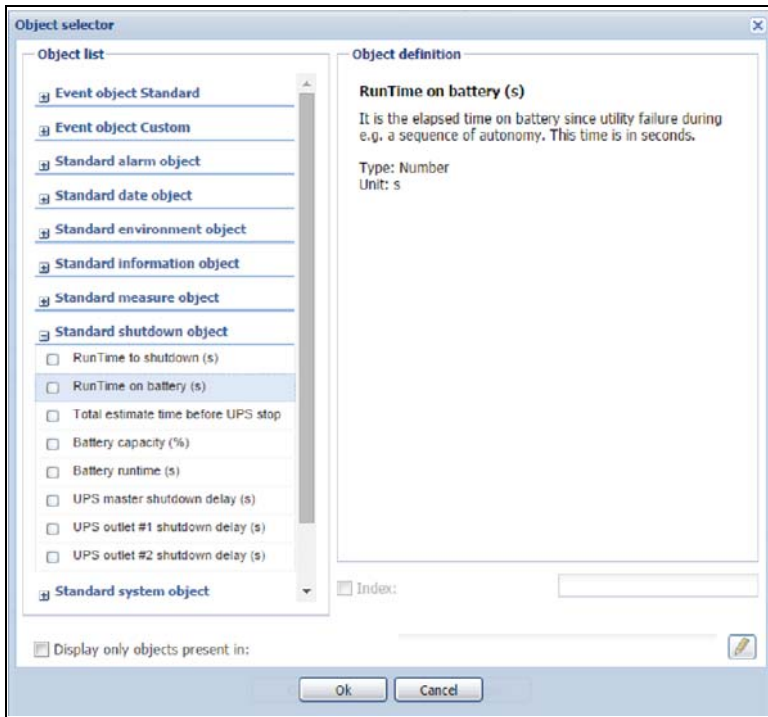 Object selector
Object list
Event object Standard
Event object Custom
Standard alarm object
Standard date object
Standard environment object
Standard information object
Standard measure object
Standard shutdown object
RunTime to shutdown (s)
RunTime on battery (s)
Total estimate time before UPS stop
Battery capacity (%)
Battery runtime (s)
UPS master shutdown delay (s)
UPS outlet #1 shutdown delay (s)
UPS outlet #2 shutdown delay (s)
Standard system object
Object definition
RunTime on battery (s)
It is the elapsed time on battery since utility failure during
e.g. a sequence of autonomy. This time is in seconds.
Type: Number
Unit: s
Index:
Display only objects present in:
Ok
Cancel